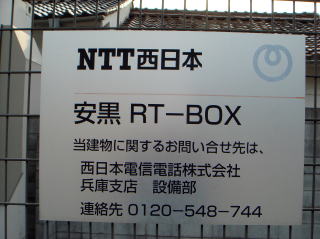 NTT西日本
安黒 RT－BOX
当建物に関するお問い合せ先は、
西日本電信電話株式会社
兵庫支店　設備部
連絡先 0120－548－744